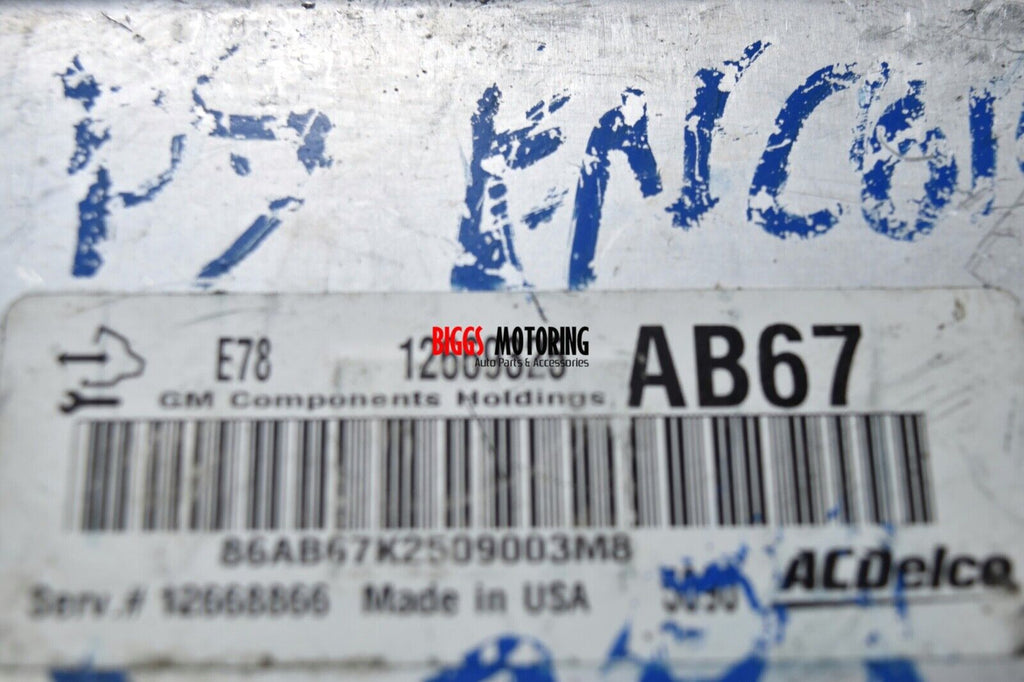 E78
AB67
BIGGS MOTORING
Auto Parts & Accessories
GM Components Holdings
86AB67K2509003M8
Serv.# 12668866 Made in USA
ACDelco